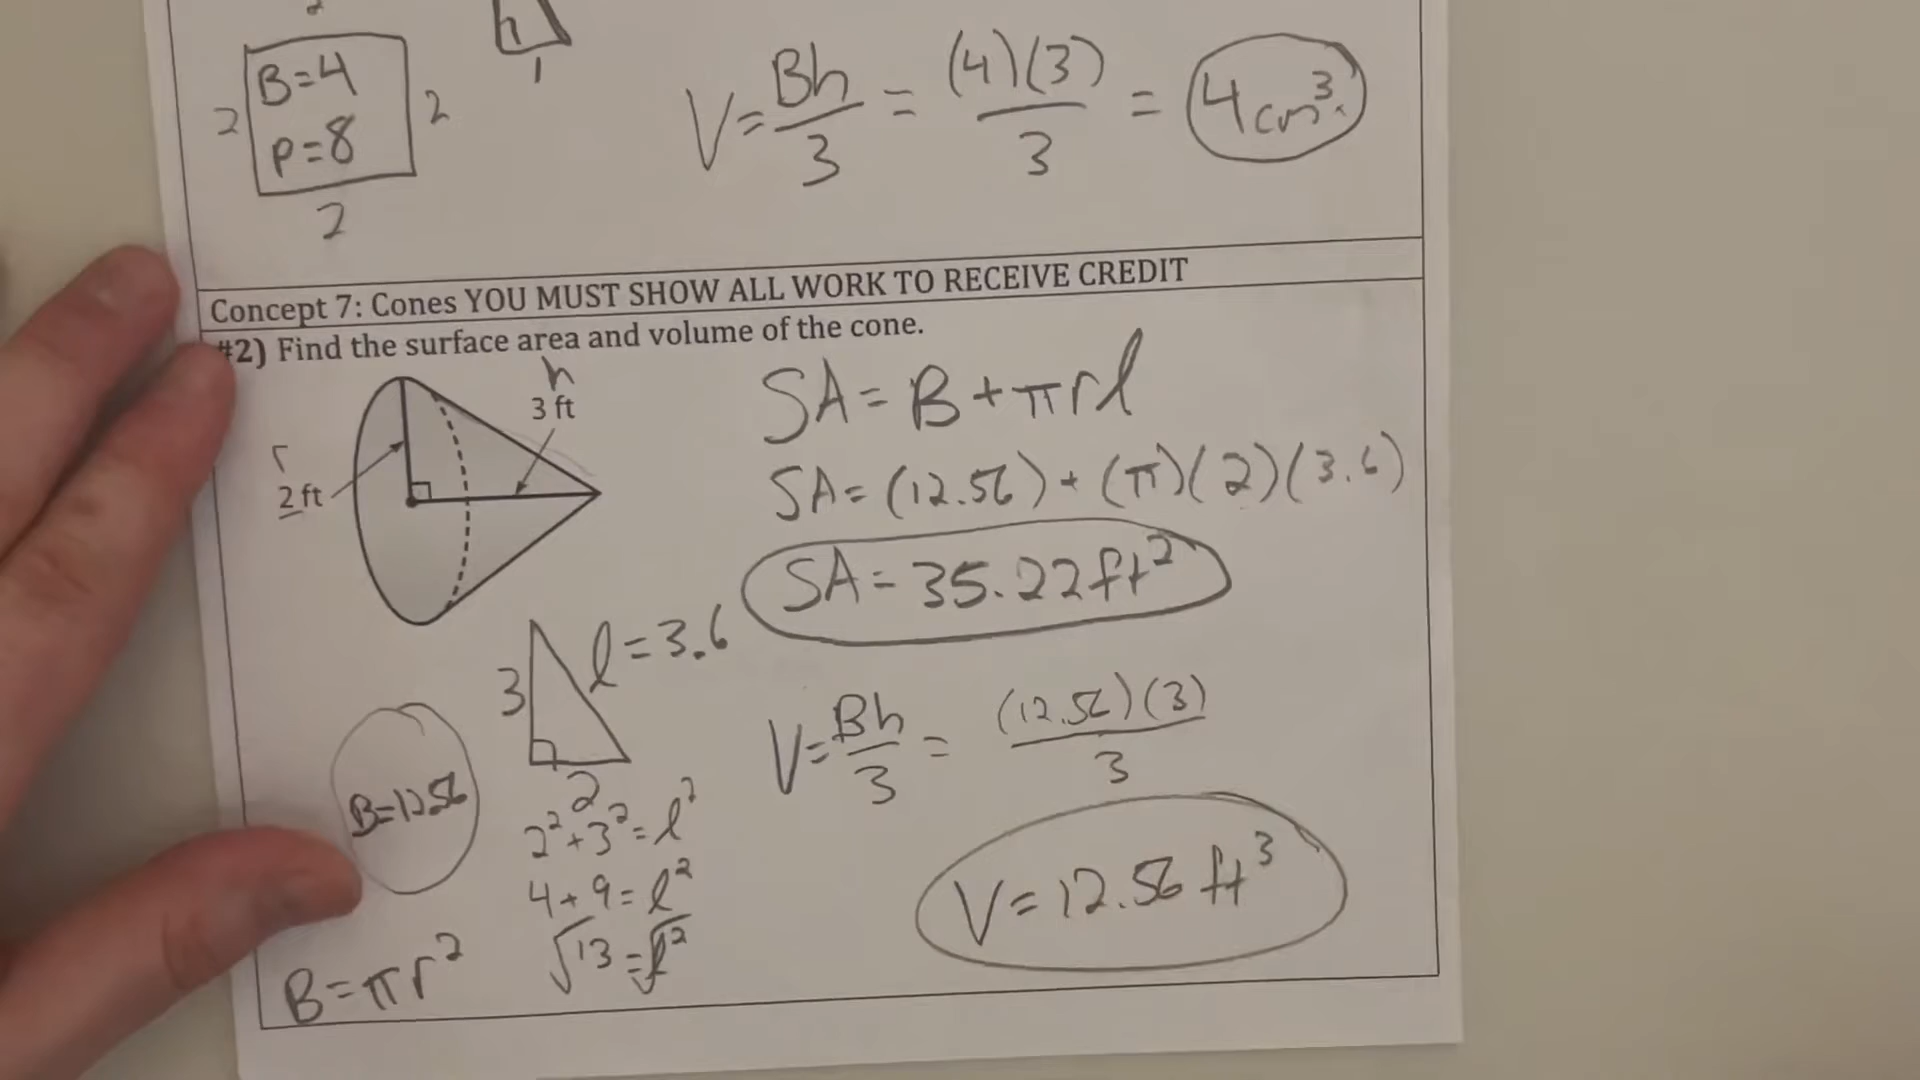 2
h
1
B=4
P=8
2
2
2
V=Bh/3 = (4)(3)/3 = 4cm³
Concept 7: Cones YOU MUST SHOW ALL WORK TO RECEIVE CREDIT
#2) Find the surface area and volume of the cone.
h
3 ft
r
2 ft
SA=B+πrl
SA=(12.56)+(π)(2)(3.6)
SA=35.22ft²
3
l=3.6
2
B=12.56
2²+3²=l²
4+9=l²
√13=√l²
B=πr²
V=Bh/3 = (12.56)(3)/3
V=12.56 ft³